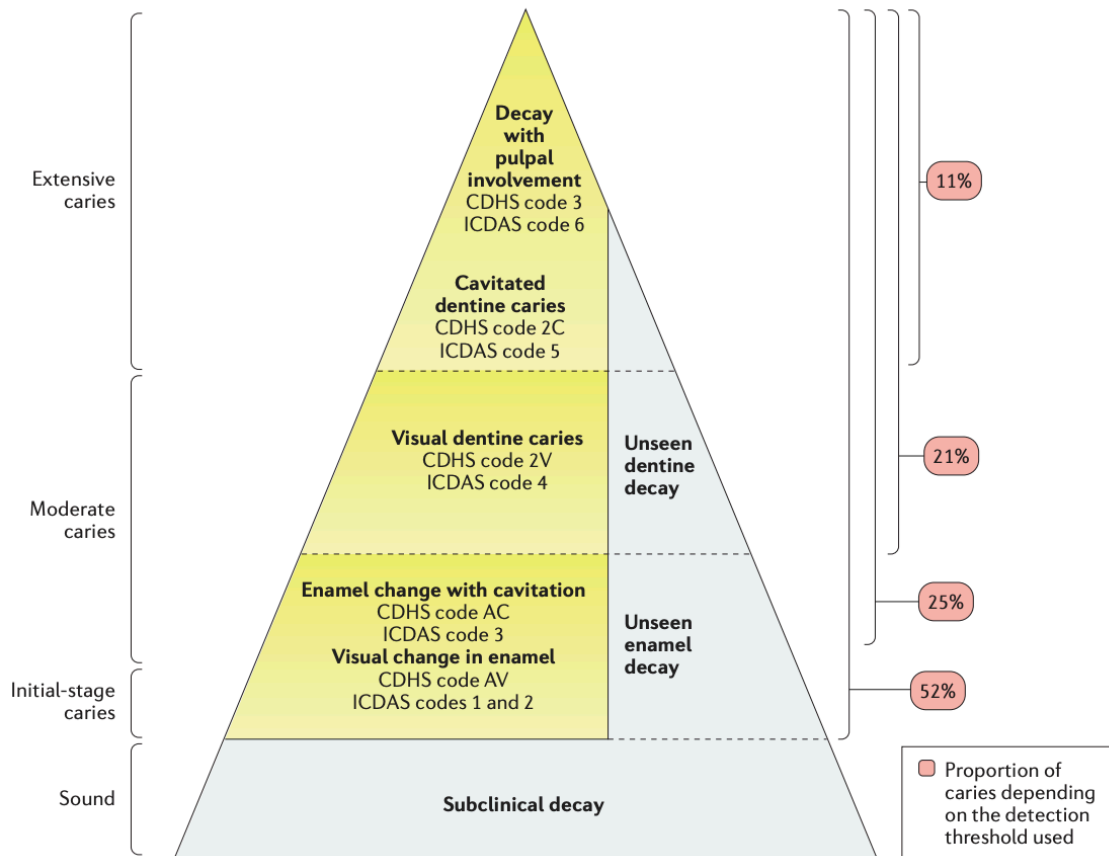 Extensive
caries
Moderate
caries
Initial-stage
caries
Sound
Decay
with
pulpal
involvement
CDHS code 3
ICDAS code 6
Cavitated
dentine caries
CDHS code 2C
ICDAS code 5
Visual dentine caries
CDHS code 2V
ICDAS code 4
Unseen
dentine
decay
Enamel change with cavitation
CDHS code AC
ICDAS code 3
Visual change in enamel
CDHS code AV
ICDAS codes 1 and 2
Unseen
enamel
decay
Subclinical decay
11%
21%
25%
52%
Proportion of
caries depending
on the detection
threshold used